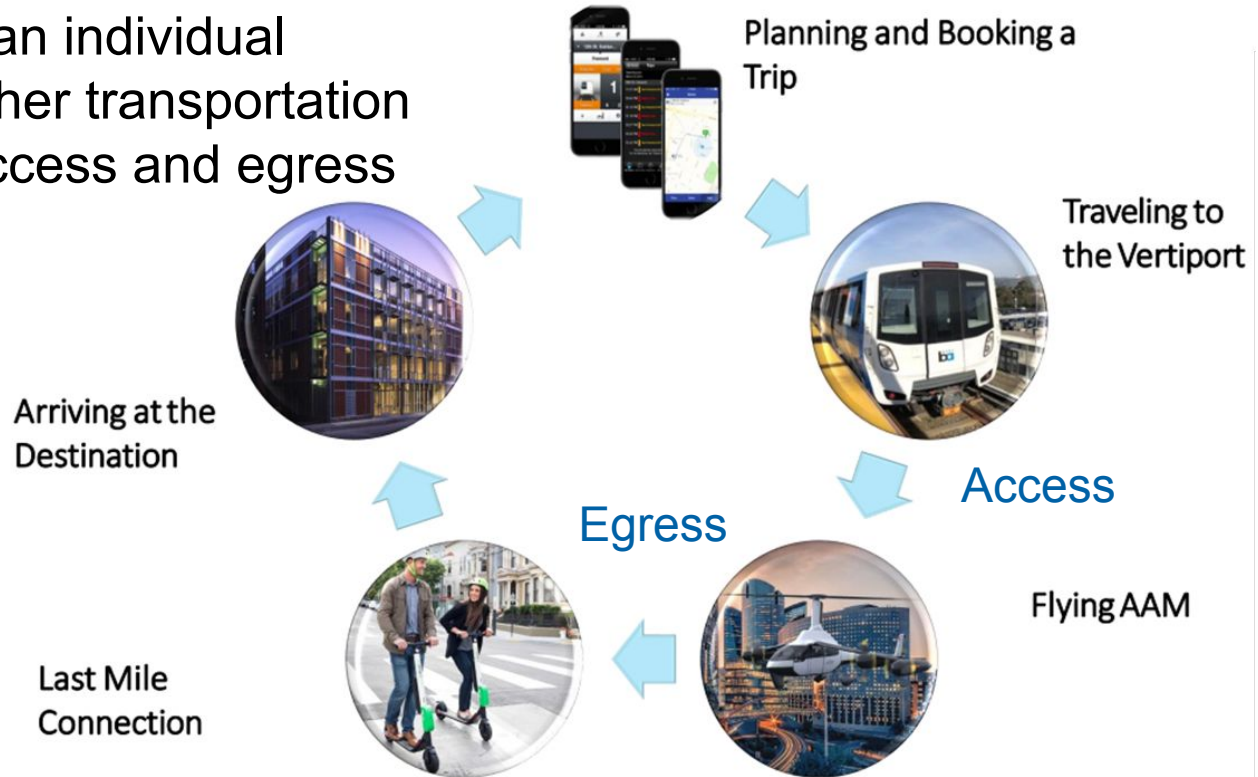 an individual
her transportation
ccess and egress
Planning and Booking a
Trip
Traveling to
the Vertiport
Access
Flying AAM
Egress
Last Mile
Connection
Arriving at the
Destination